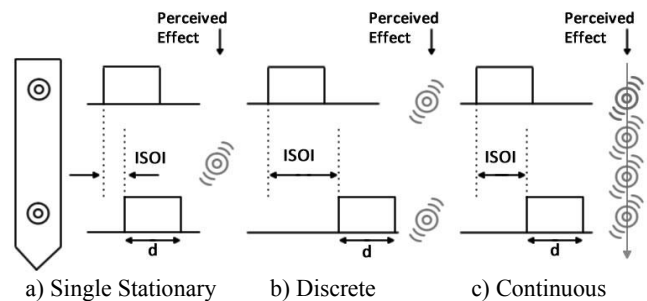 Perceived Effect
Perceived Effect
Perceived Effect
ISOI
ISOI
ISOI
d
d
d
a) Single Stationary
b) Discrete
c) Continuous